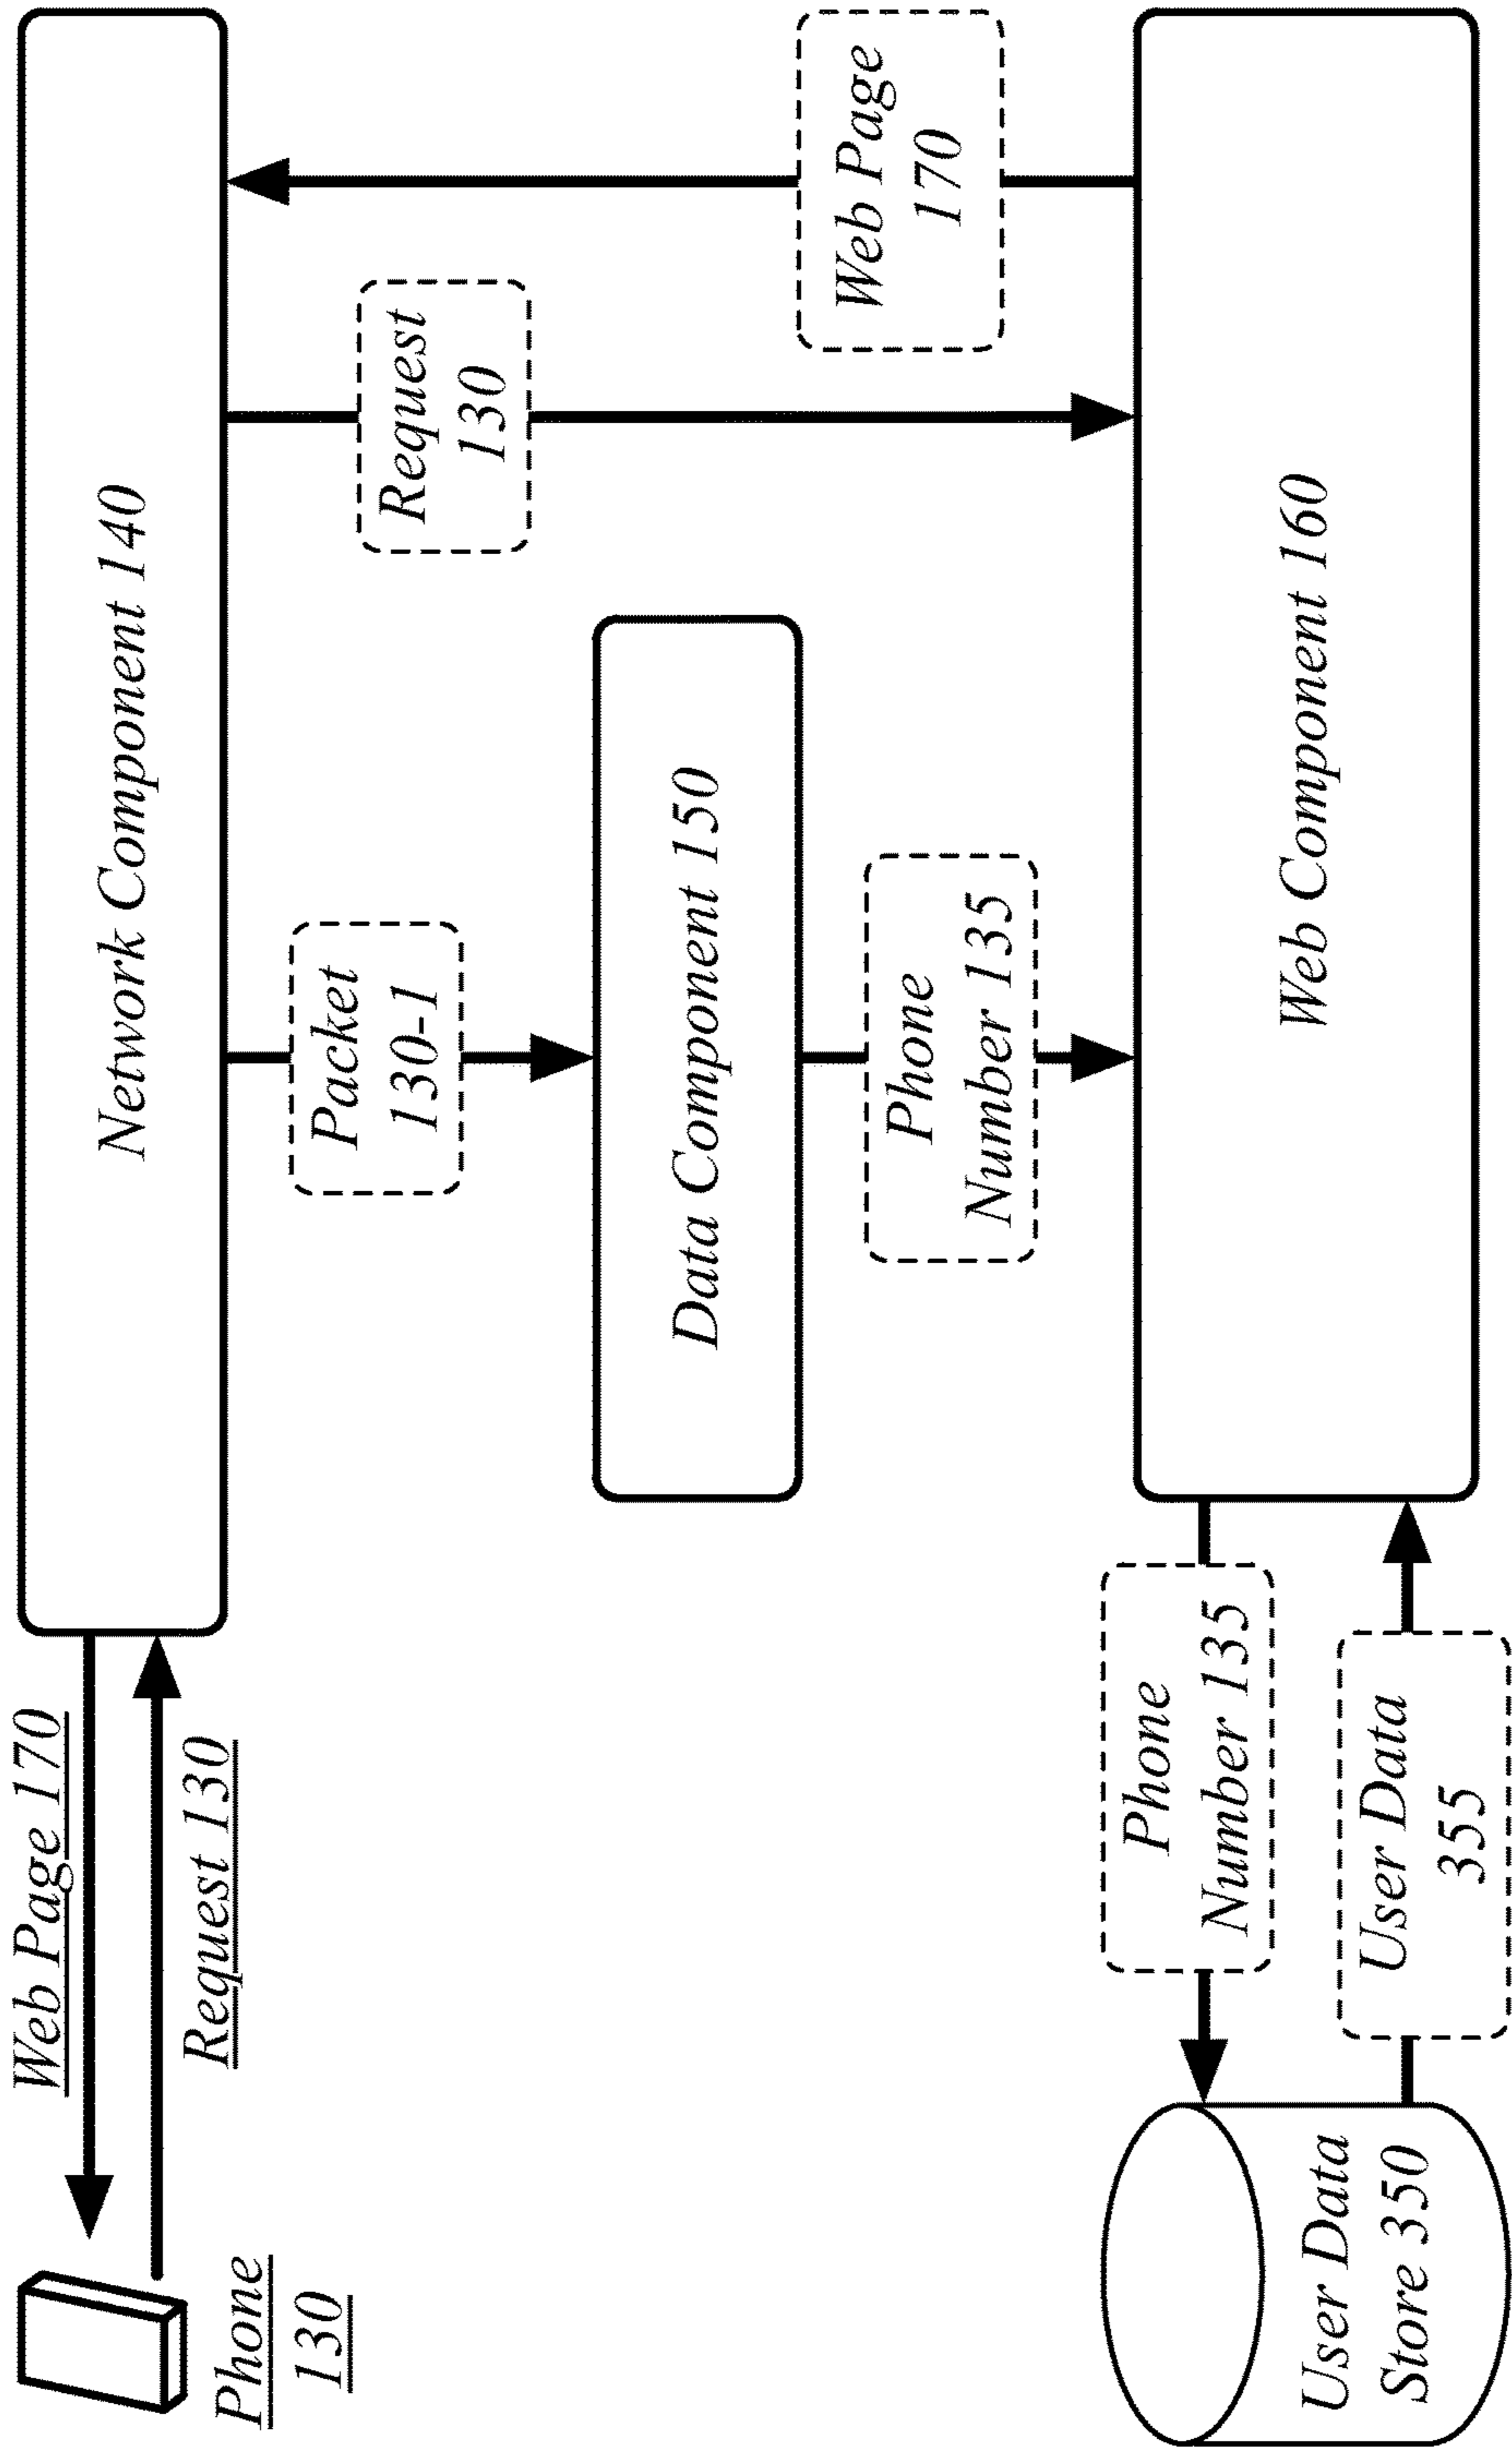 Web Page 170
Request 130
Phone
130
Network Component 140
Packet
130-1
Request
130
Data Component 150
Web Page
170
Phone
Number 135
Web Component 160
Phone
Number 135
User Data
355
User Data
Store 350